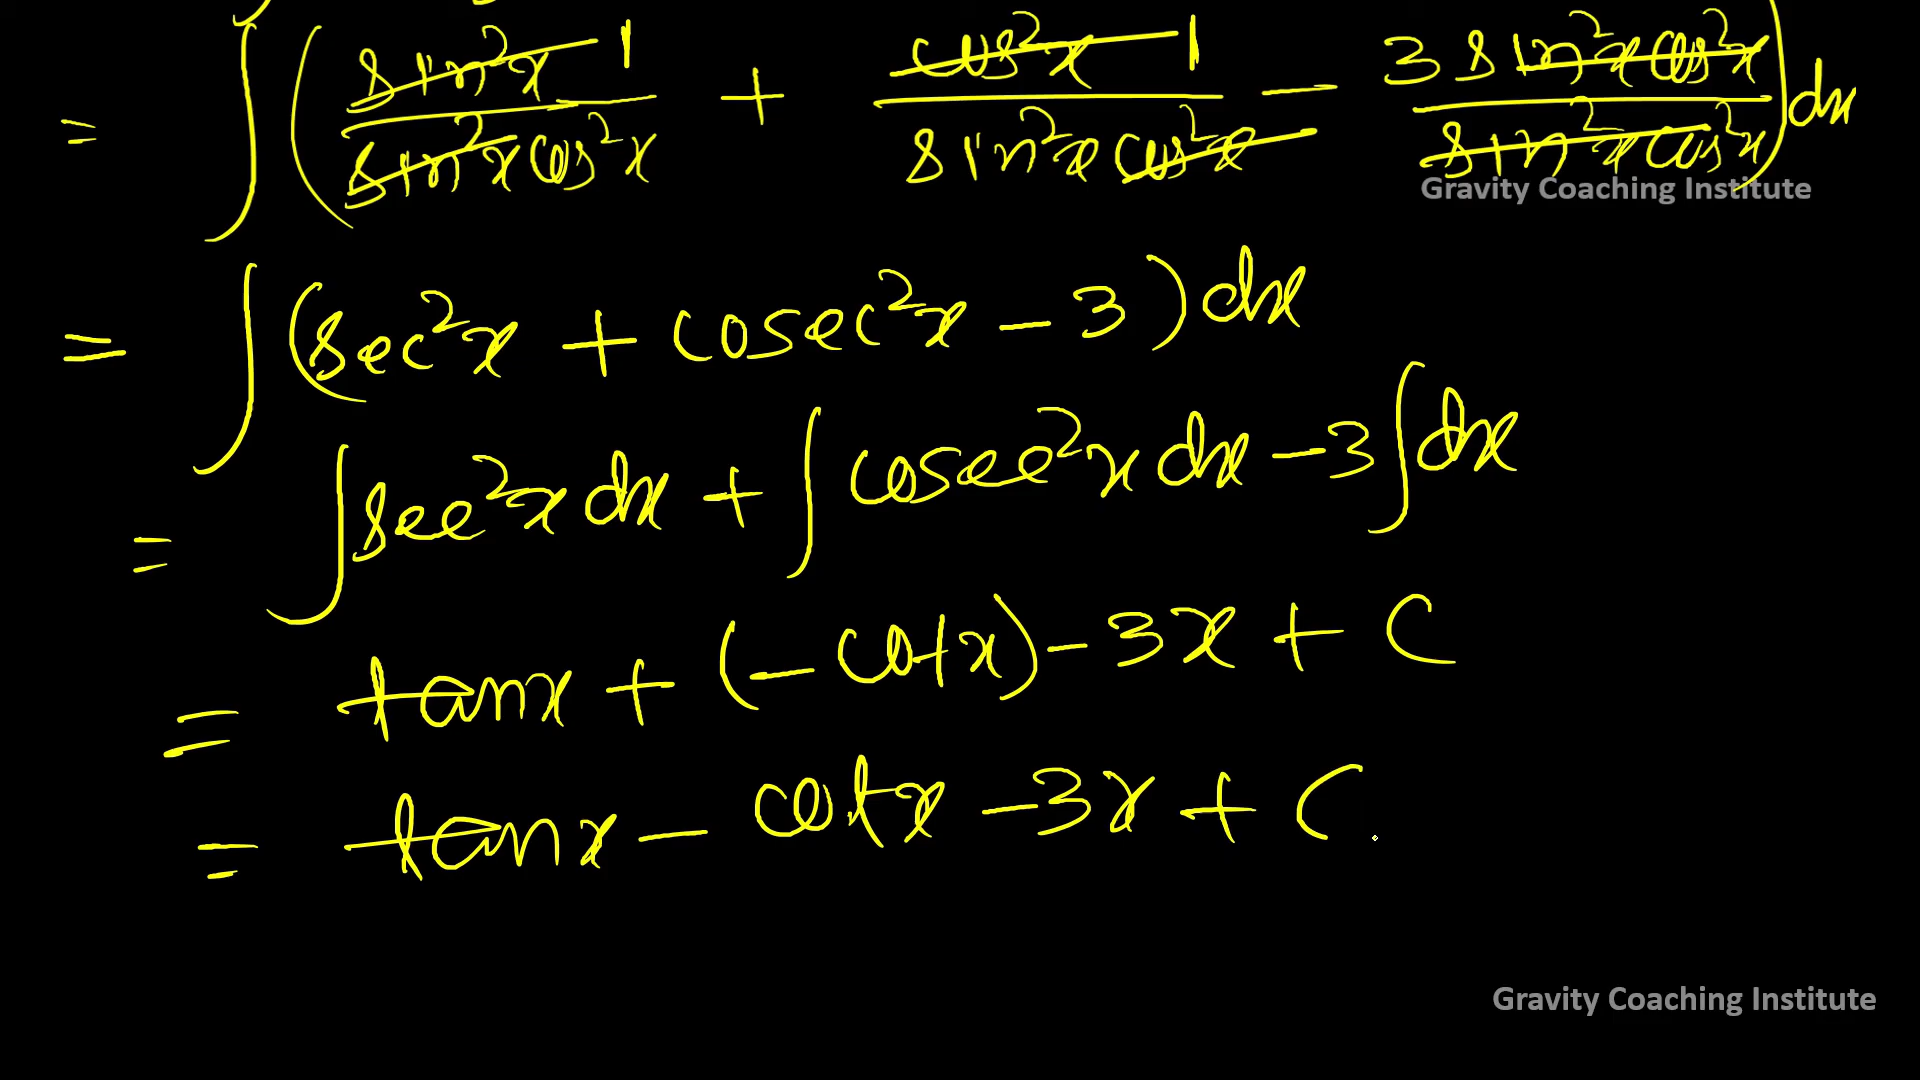 = ∫ ( sin²x 1 / sin²x cos²x + cos²x 1 / sin²x cos²x − 3 sin²x cos²x / sin²x cos²x ) dx
Gravity Coaching Institute
= ∫ (sec²x + cosec²x − 3) dx
= ∫ sec²x dx + ∫ cosec²x dx − 3 ∫ dx
= tanx + (− cotx) − 3x + C
= tanx − cotx − 3x + C.
Gravity Coaching Institute